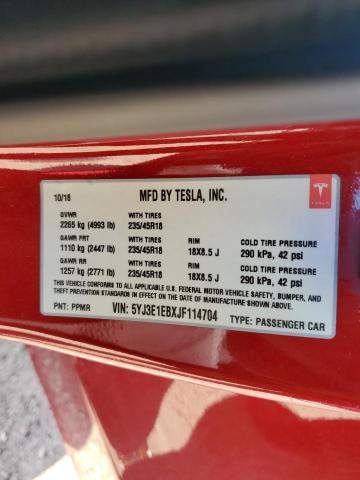 10/18 MFD BY TESLA, INC.
GVWR WITH TIRES
2265 kg (4993 lb) 235/45R18
GAWR FRT WITH TIRES RIM COLD TIRE PRESSURE
1110 kg (2447 lb) 235/45R18 18X8.5 J 290 kPa, 42 psi
GAWR RR WITH TIRES RIM COLD TIRE PRESSURE
1257 kg (2771 lb) 235/45R18 18X8.5 J 290 kPa, 42 psi
THIS VEHICLE CONFORMS TO ALL APPLICABLE U.S. FEDERAL MOTOR VEHICLE SAFETY, BUMPER, AND
THEFT PREVENTION STANDARDS IN EFFECT ON THE DATE OF MANUFACTURE SHOWN ABOVE.
PNT: PPMR VIN: 5YJ3E1EBXJF114704 TYPE: PASSENGER CAR